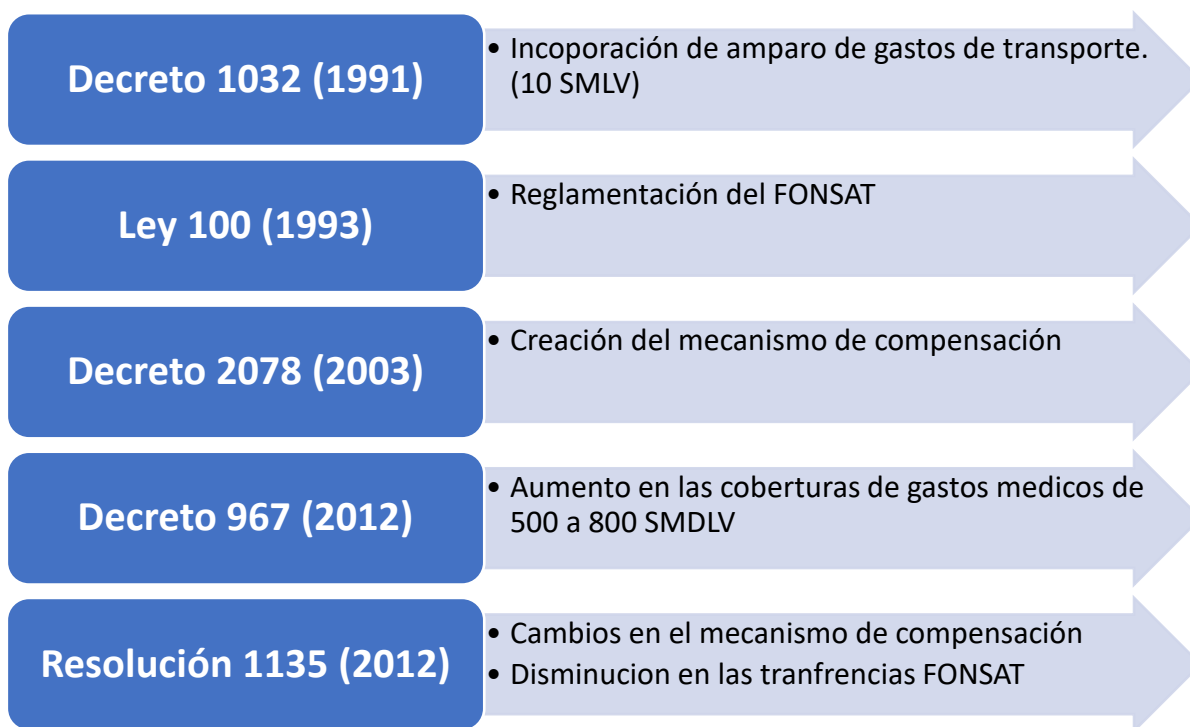 Decreto 1032 (1991)
• Incoporación de amparo de gastos de transporte.
(10 SMLV)
Ley 100 (1993)
• Reglamentación del FONSAT
Decreto 2078 (2003)
• Creación del mecanismo de compensación
Decreto 967 (2012)
• Aumento en las coberturas de gastos medicos de
500 a 800 SMDLV
Resolución 1135 (2012)
• Cambios en el mecanismo de compensación
• Disminucion en las tranfrencias FONSAT